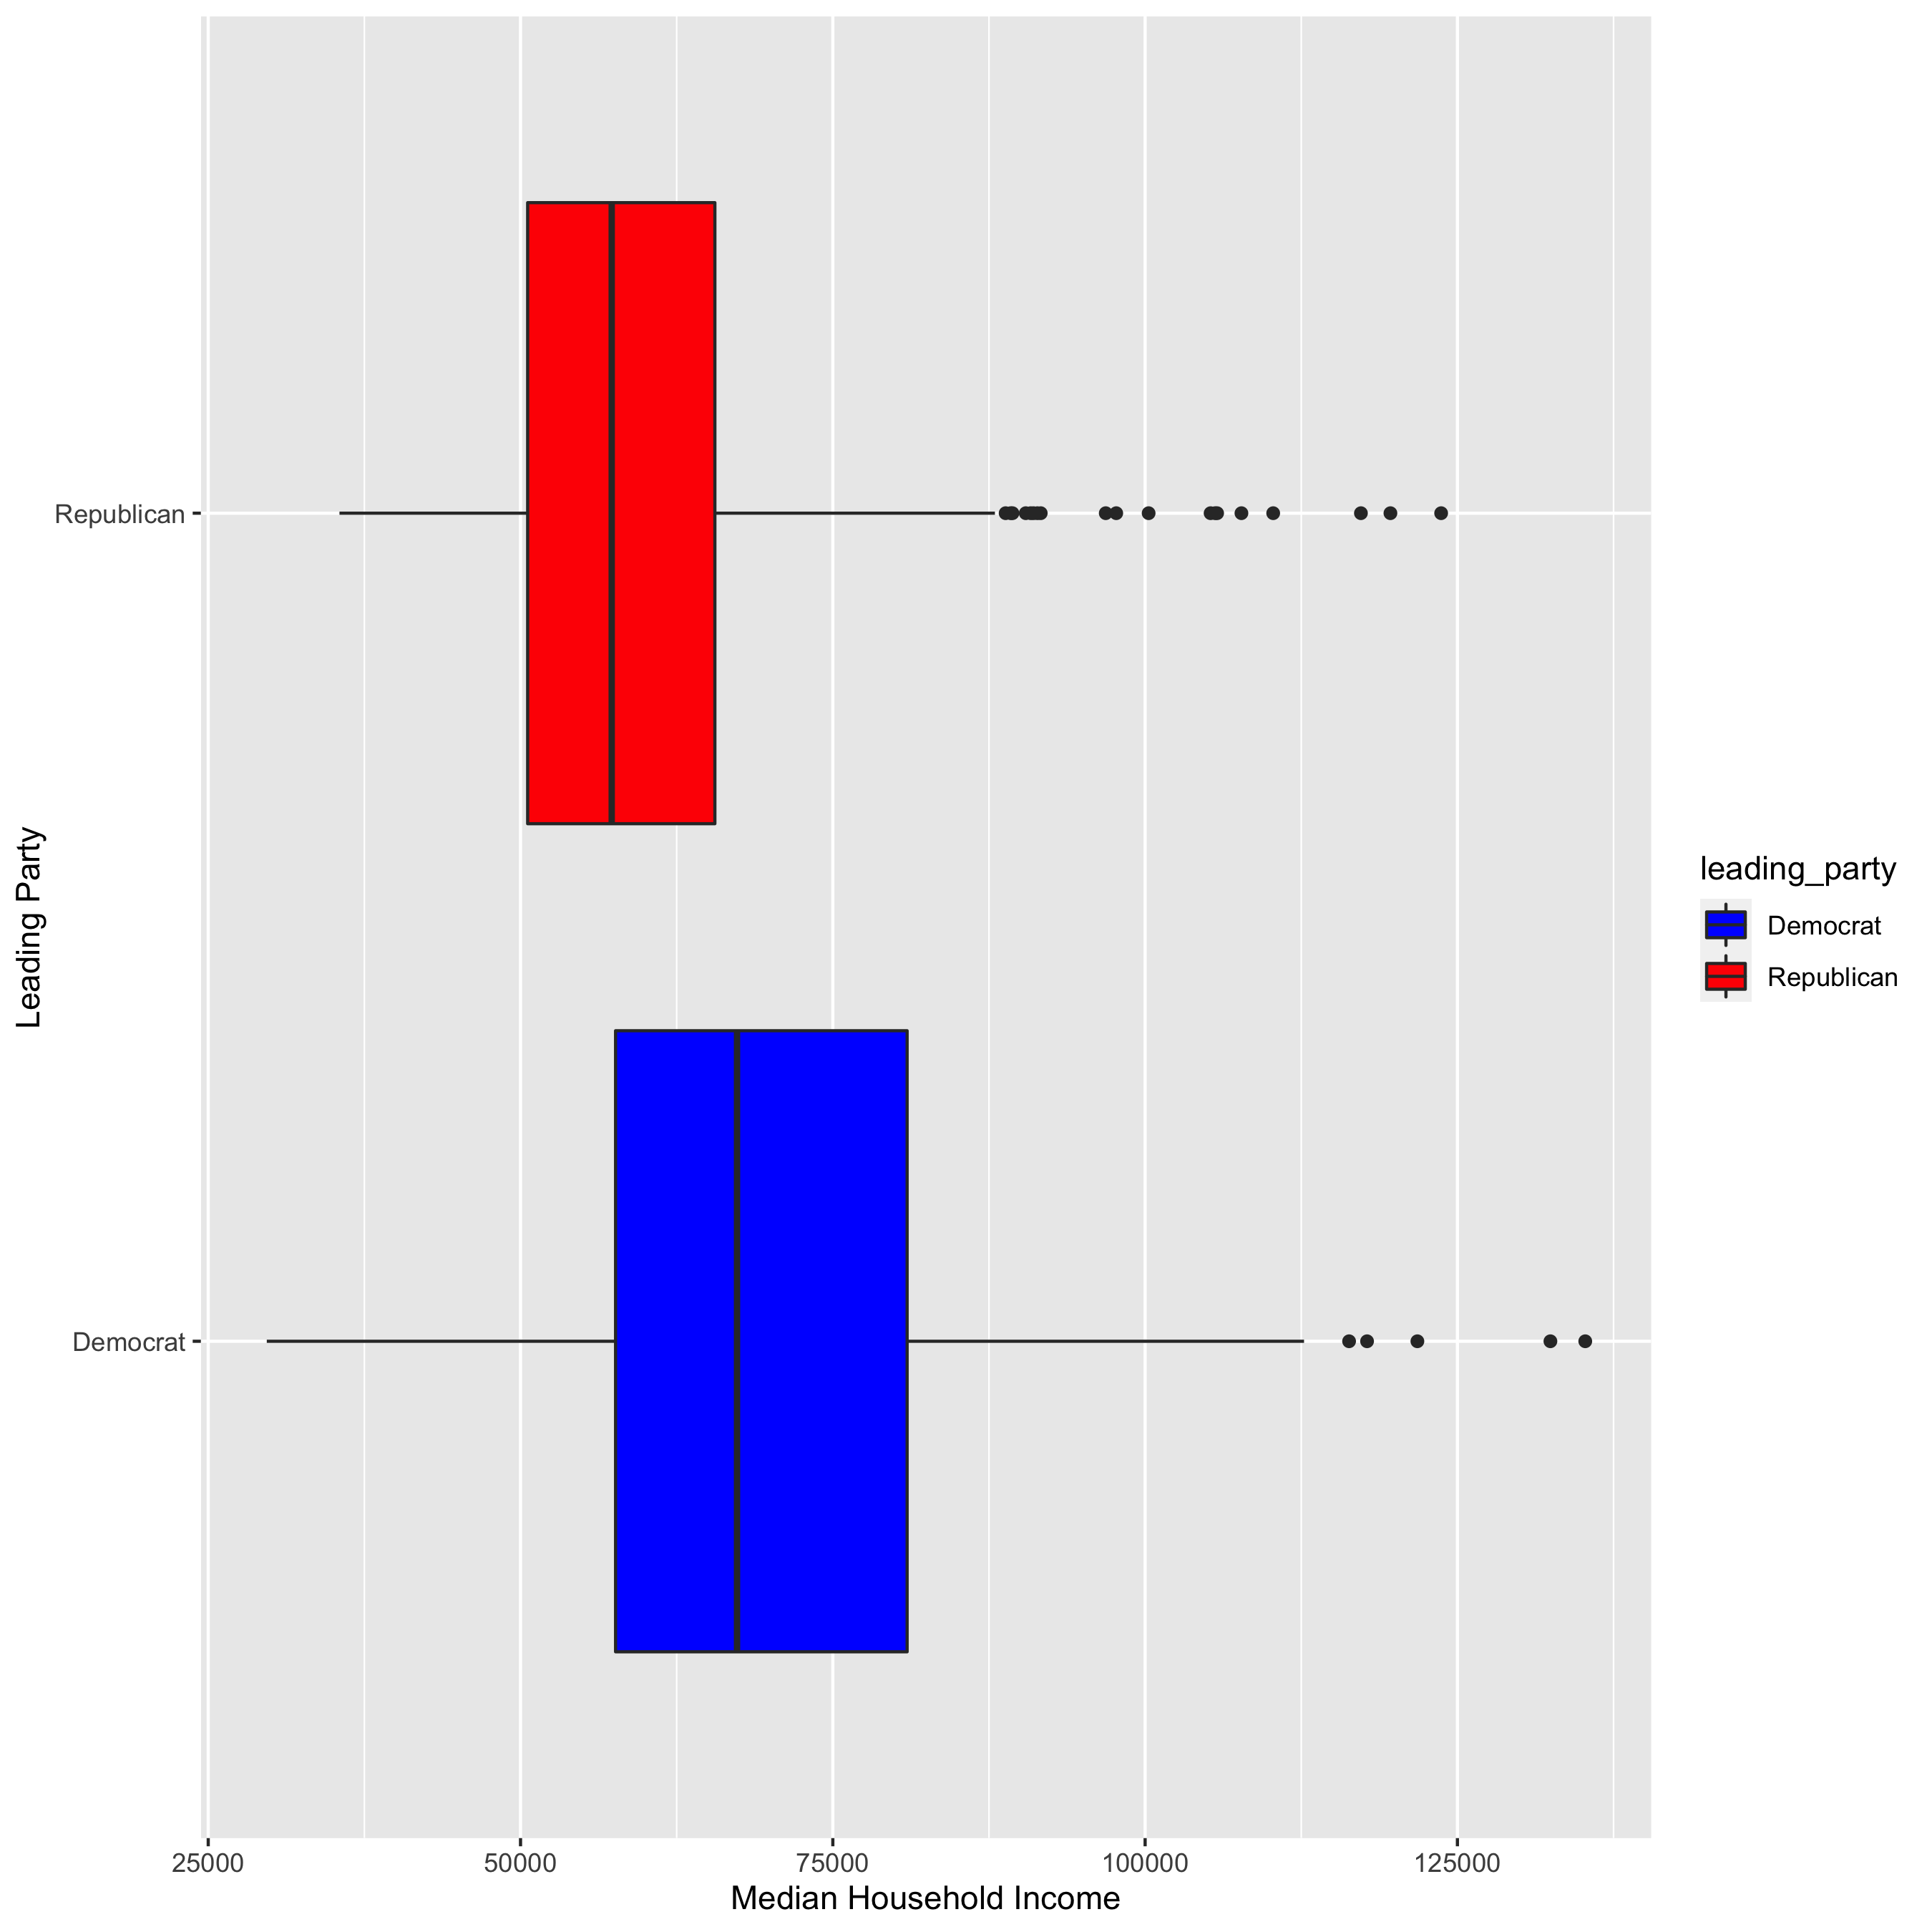 Leading Party
Republican
Democrat
25000
50000
75000
100000
125000
Median Household Income
leading_party
Democrat
Republican